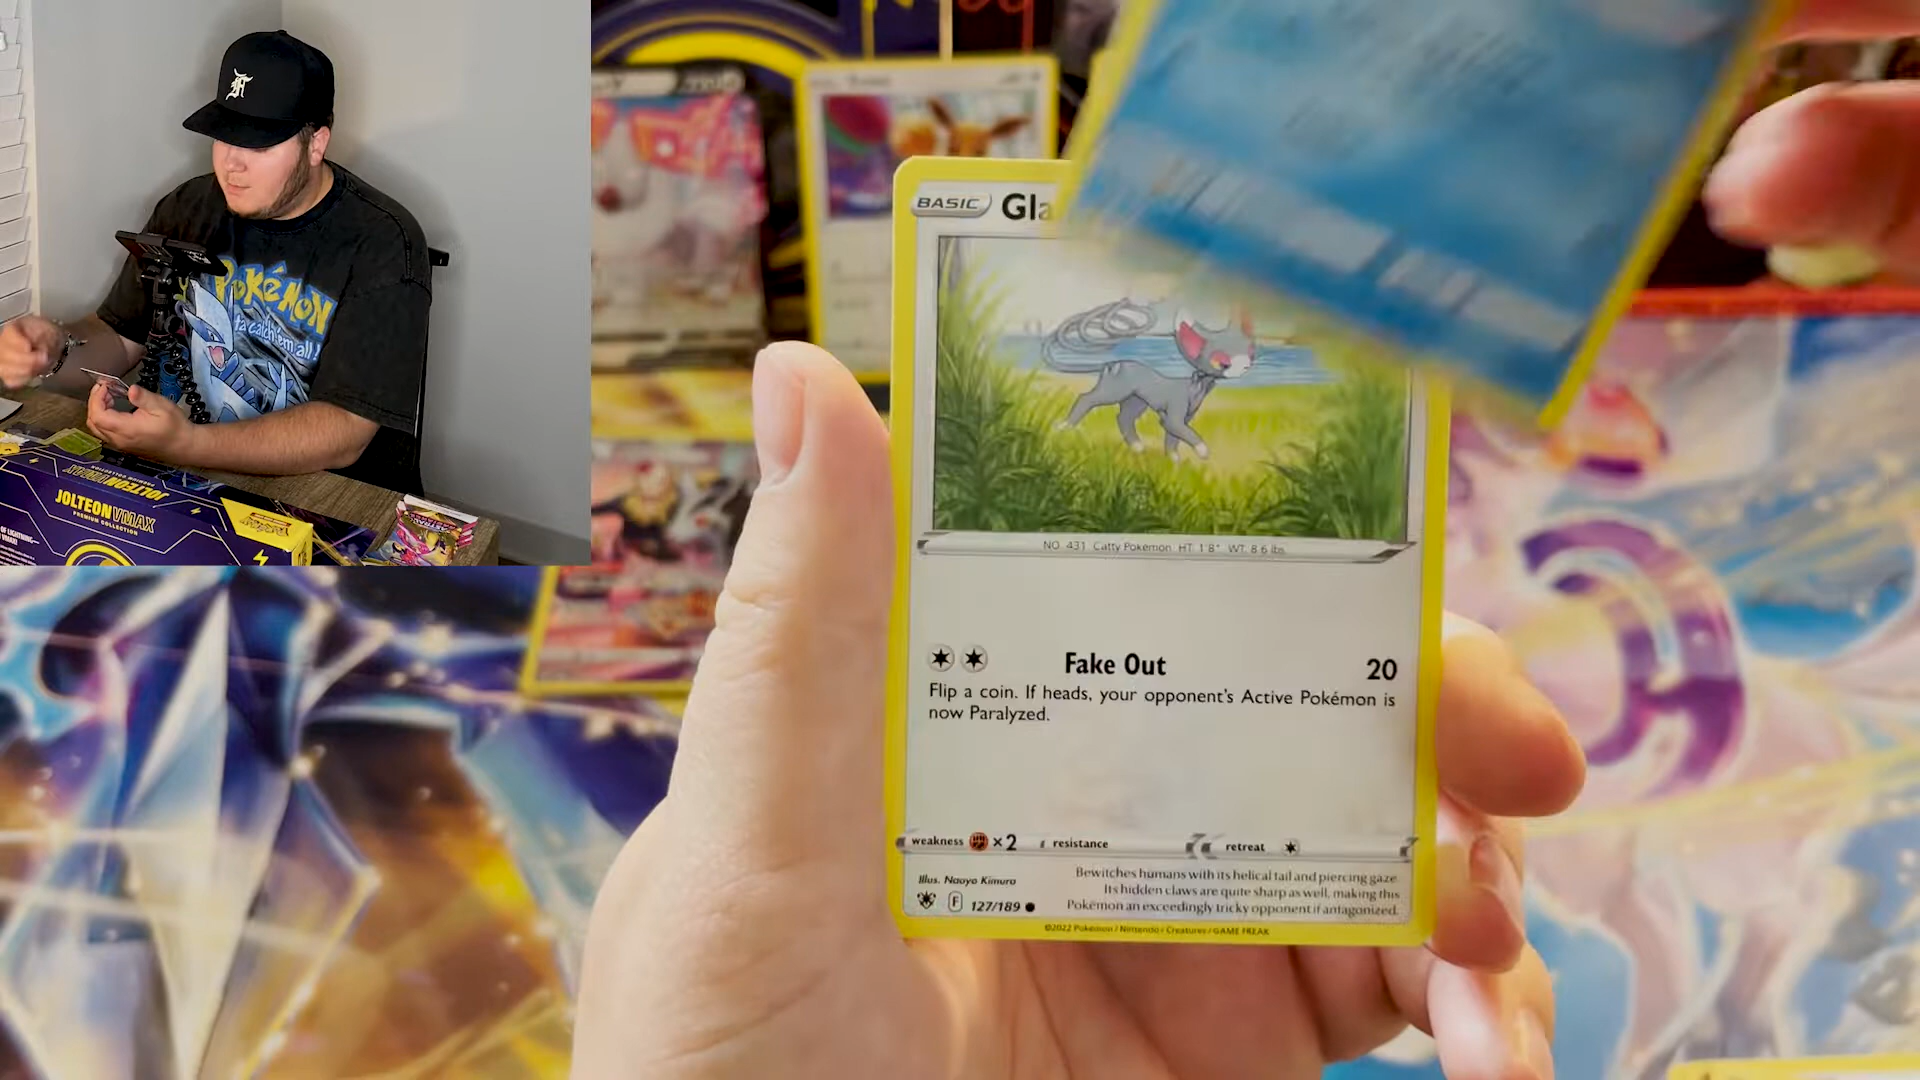 POKÉMON
ta catch'em all!
JOLTEON VMAX
PREMIUM COLLECTION
JOLTEONVMAX
PREMIUM COLLECTION
BASIC Gla
NO. 431 Catty Pokémon HT: 1'8" WT: 8.6 lbs.
Fake Out 20
Flip a coin. If heads, your opponent's Active Pokémon is
now Paralyzed.
weakness ×2 resistance retreat
Illus. Naoyo Kimura
F 127/189
Bewitches humans with its helical tail and piercing gaze.
Its hidden claws are quite sharp as well, making this
Pokémon an exceedingly tricky opponent if antagonized.
©2022 Pokémon / Nintendo / Creatures / GAME FREAK